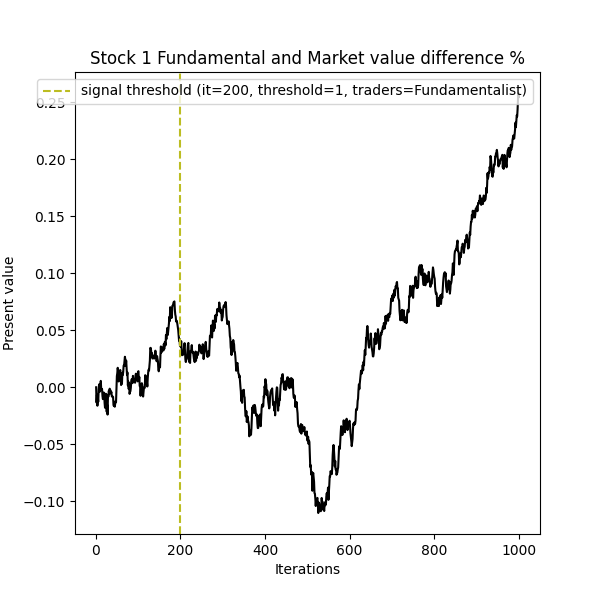 Stock 1 Fundamental and Market value difference %
signal threshold (it=200, threshold=1, traders=Fundamentalist)
0.25
0.20
0.15
0.10
0.05
0.00
−0.05
−0.10
Present value
0 200 400 600 800 1000
Iterations